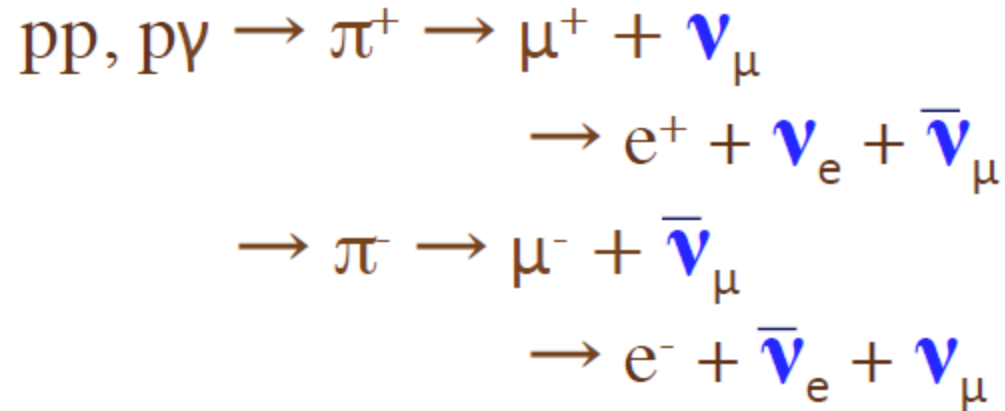 pp, pγ → π⁺ → μ⁺ + ν_μ
→ e⁺ + ν_e + ν̅_μ
→ π⁻ → μ⁻ + ν̅_μ
→ e⁻ + ν̅_e + ν_μ